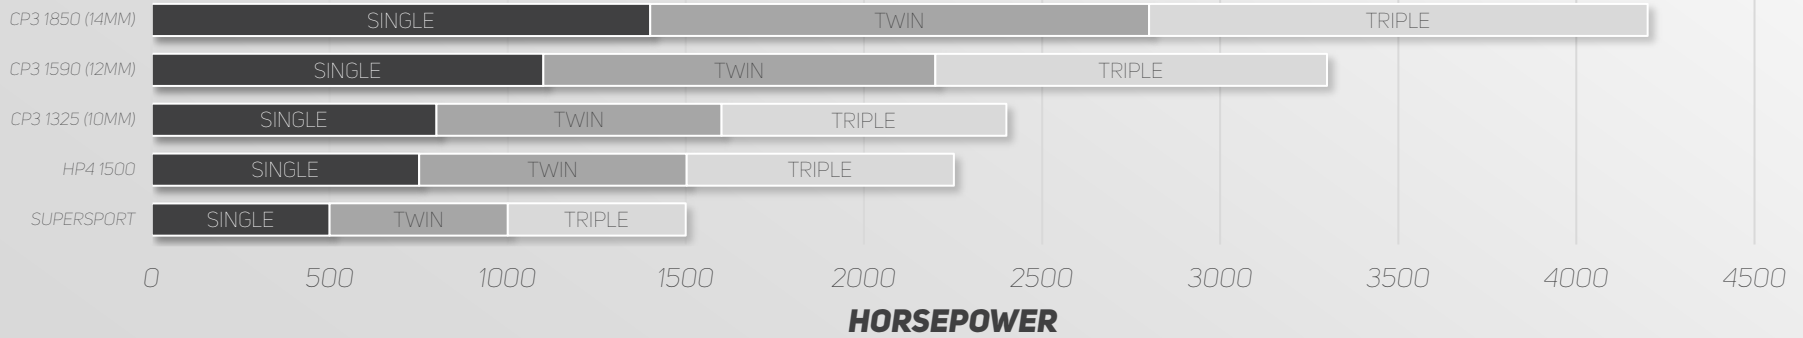 CP3 1850 (14MM) SINGLE TWIN TRIPLE
CP3 1590 (12MM) SINGLE TWIN TRIPLE
CP3 1325 (10MM) SINGLE TWIN TRIPLE
HP4 1500 SINGLE TWIN TRIPLE
SUPERSPORT SINGLE TWIN TRIPLE
0 500 1000 1500 2000 2500 3000 3500 4000 4500
HORSEPOWER